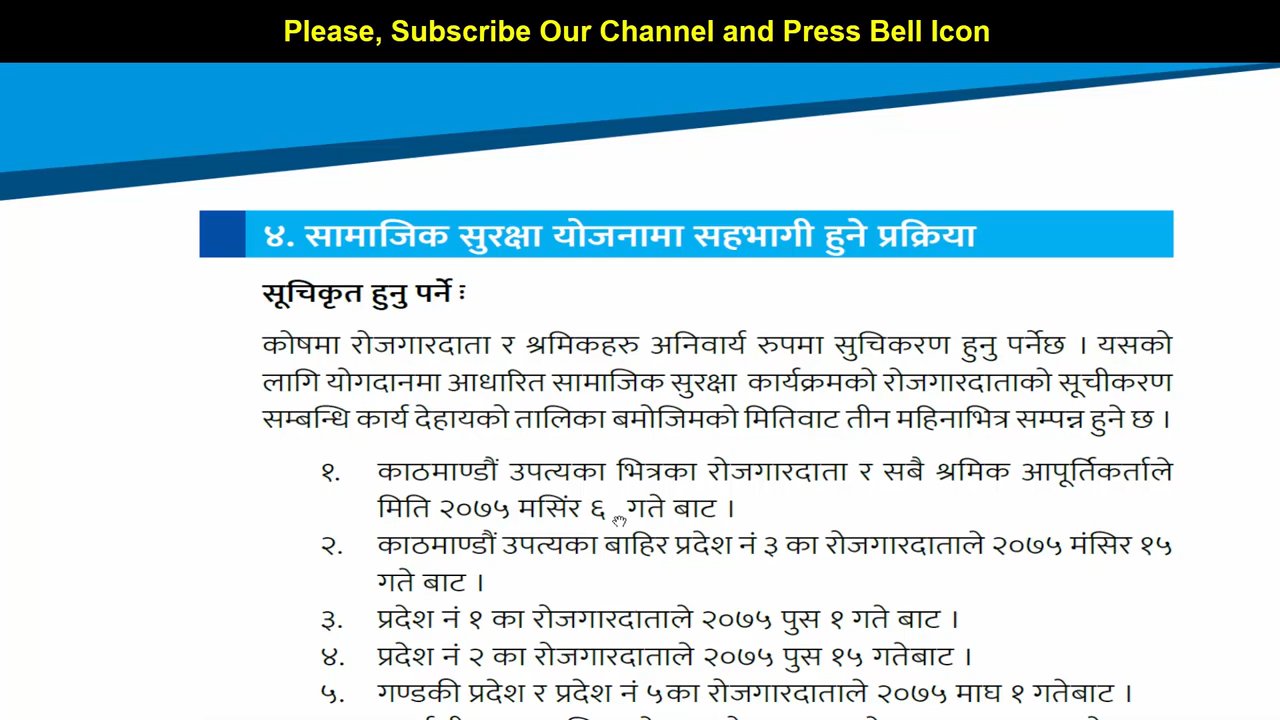 Please, Subscribe Our Channel and Press Bell Icon
४. सामाजिक सुरक्षा योजनामा सहभागी हुने प्रक्रिया
सूचिकृत हुनु पर्ने ः
कोषमा रोजगारदाता र श्रमिकहरु अनिवार्य रुपमा सुचिकरण हुनु पर्नेछ । यसको
लागि योगदानमा आधारित सामाजिक सुरक्षा कार्यक्रमको रोजगारदाताको सूचीकरण
सम्बन्धि कार्य देहायको तालिका बमोजिमको मितिवाट तीन महिनाभित्र सम्पन्न हुने छ ।
१. काठमाण्डौं उपत्यका भित्रका रोजगारदाता र सबै श्रमिक आपूर्तिकर्ताले
मिति २०७५ मसिंर ६ गते बाट ।
२. काठमाण्डौं उपत्यका बाहिर प्रदेश नं ३ का रोजगारदाताले २०७५ मंसिर १५
गते बाट ।
३. प्रदेश नं १ का रोजगारदाताले २०७५ पुस १ गते बाट ।
४. प्रदेश नं २ का रोजगारदाताले २०७५ पुस १५ गतेबाट ।
५. गण्डकी प्रदेश र प्रदेश नं ५का रोजगारदाताले २०७५ माघ १ गतेबाट ।